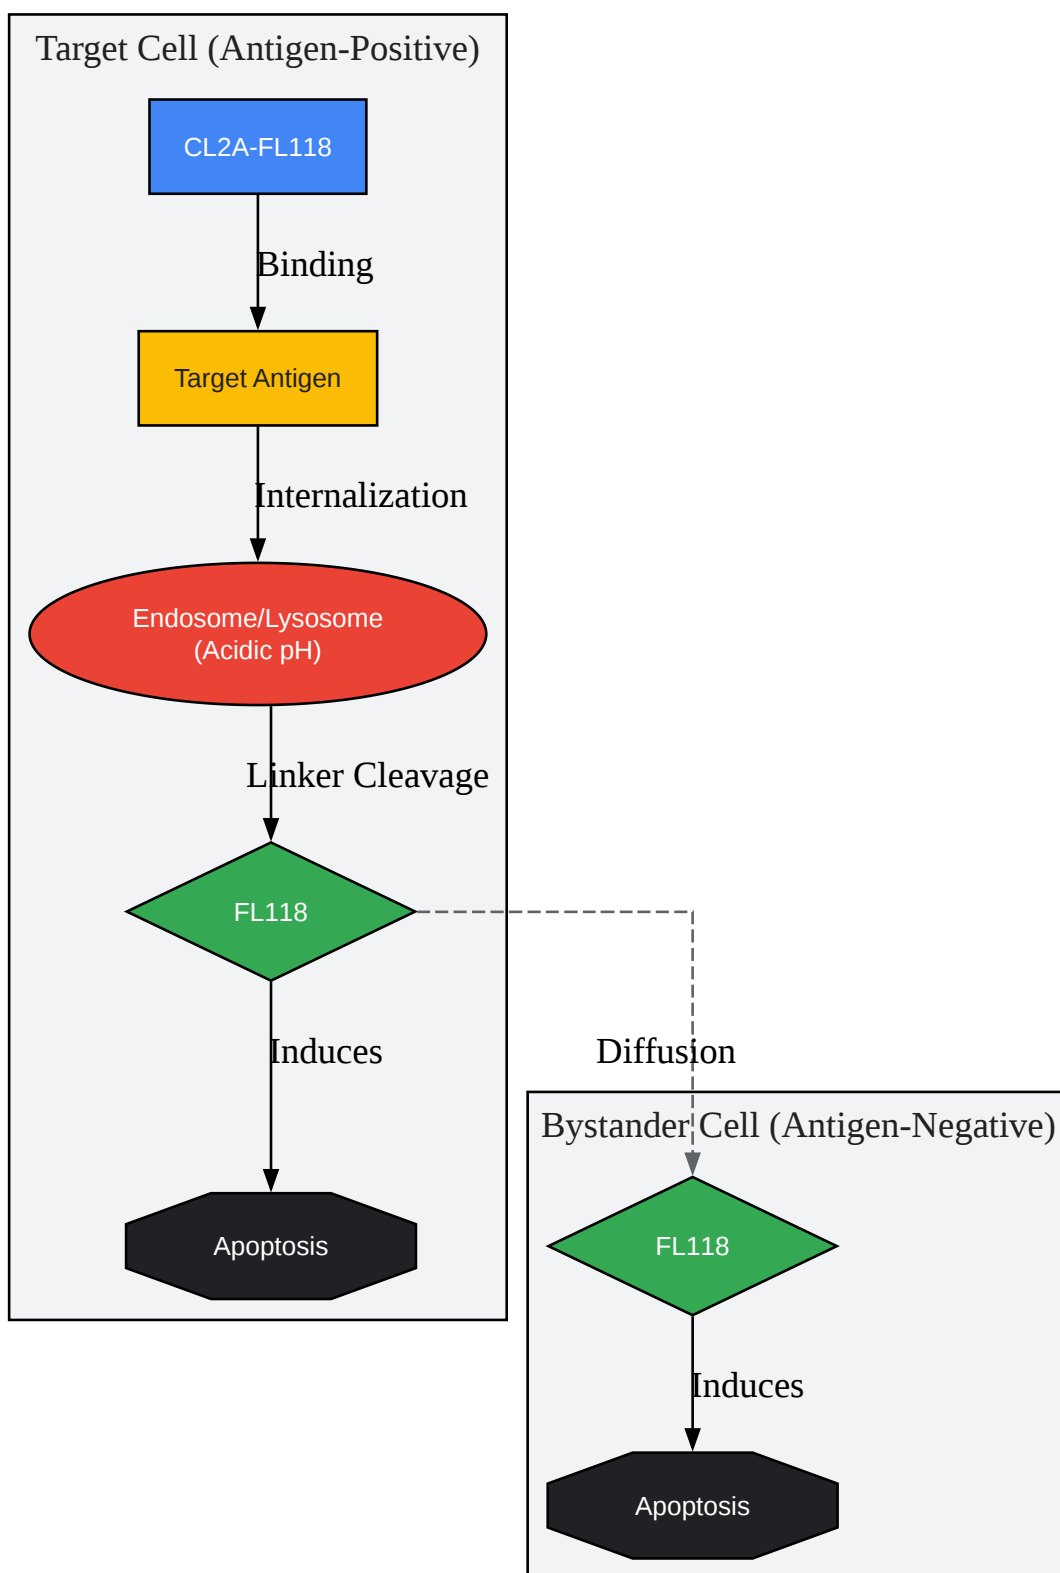 Target Cell (Antigen-Positive)
CL2A-FL118
Binding
Target Antigen
Internalization
Endosome/Lysosome
(Acidic pH)
Linker Cleavage
FL118
Induces
Apoptosis
Diffusion
Bystander Cell (Antigen-Negative)
FL118
Induces
Apoptosis